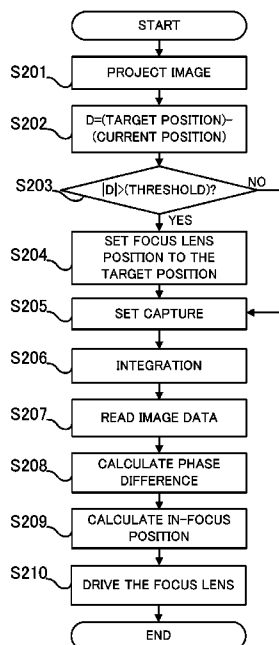 START
S201
PROJECT IMAGE
S202
D=(TARGET POSITION)-
(CURRENT POSITION)
S203
|D|>(THRESHOLD)?
NO
YES
S204
SET FOCUS LENS
POSITION TO THE
TARGET POSITION
S205
SET CAPTURE
S206
INTEGRATION
S207
READ IMAGE DATA
S208
CALCULATE PHASE
DIFFERENCE
S209
CALCULATE IN-FOCUS
POSITION
S210
DRIVE THE FOCUS LENS
END